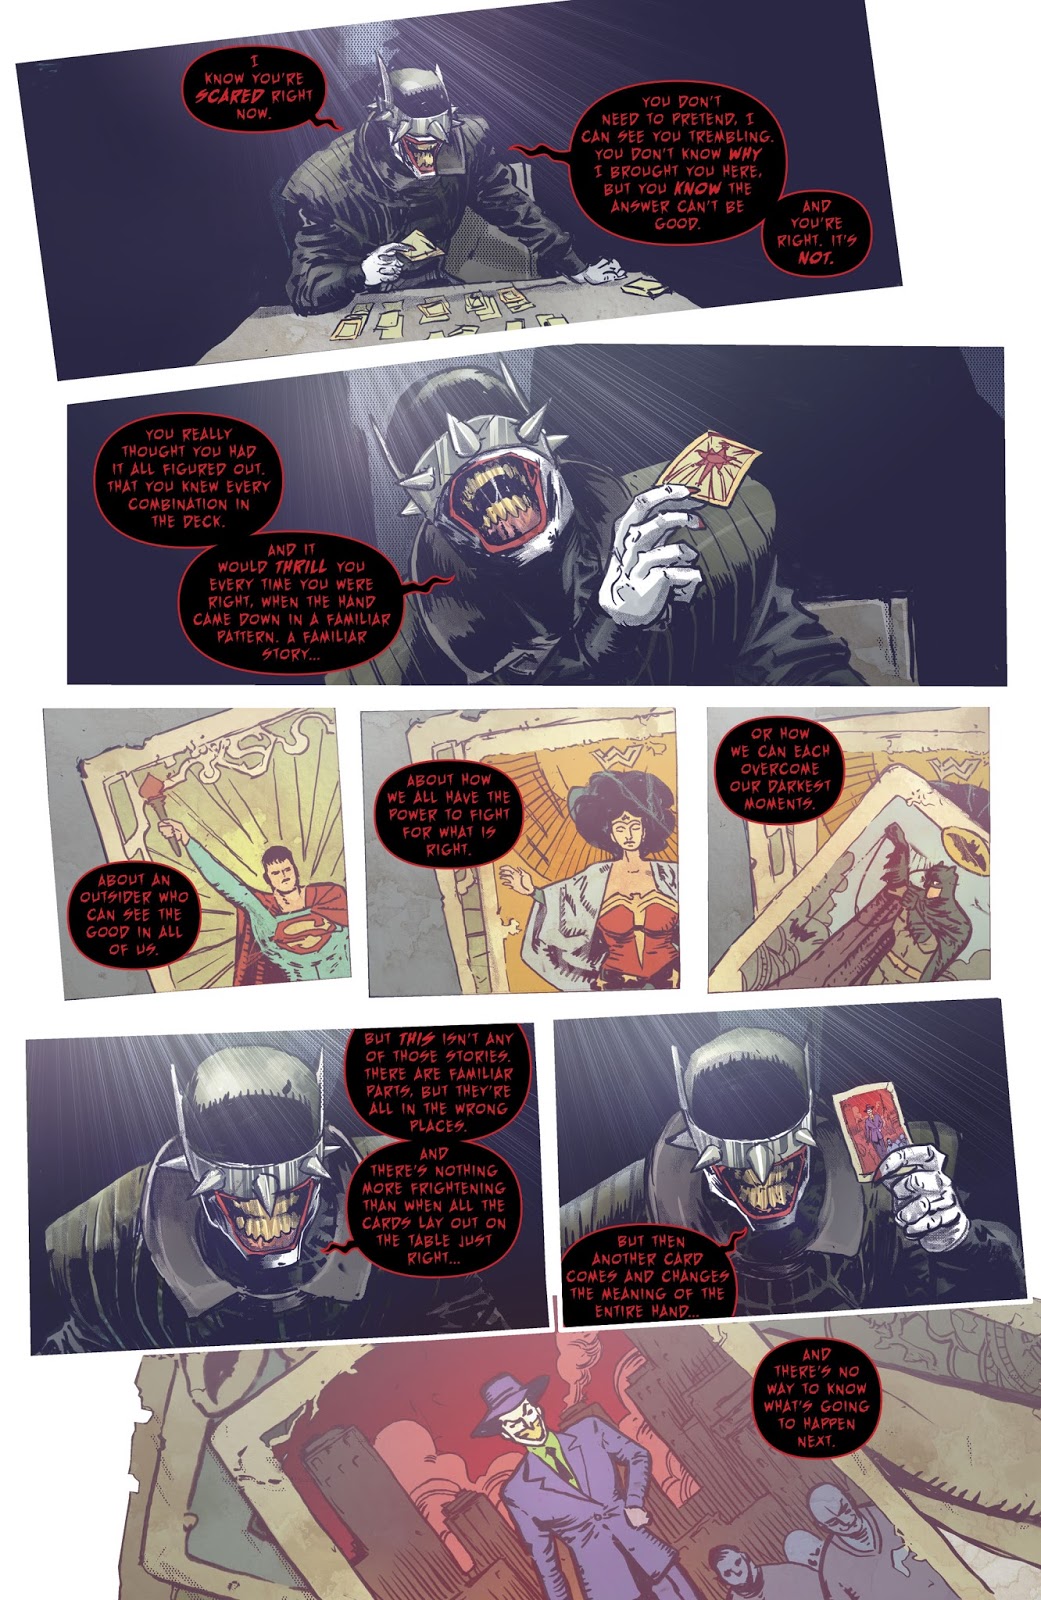 I
KNOW YOU'RE
SCARED RIGHT
NOW.
YOU DON'T
NEED TO PRETEND, I
CAN SEE YOU TREMBLING.
YOU DON'T KNOW WHY
I BROUGHT YOU HERE,
BUT YOU KNOW THE
ANSWER CAN'T BE
GOOD.
AND
YOU'RE
RIGHT. IT'S
NOT.
YOU REALLY
THOUGHT YOU HAD
IT ALL FIGURED OUT.
THAT YOU KNEW EVERY
COMBINATION IN
THE DECK.
AND IT
WOULD THRILL YOU
EVERY TIME YOU WERE
RIGHT, WHEN THE HAND
CAME DOWN IN A FAMILIAR
PATTERN. A FAMILIAR
STORY...
ABOUT AN
OUTSIDER WHO
CAN SEE THE
GOOD IN ALL
OF US.
ABOUT HOW
WE ALL HAVE THE
POWER TO FIGHT
FOR WHAT IS
RIGHT.
OR HOW
WE CAN EACH
OVERCOME
OUR DARKEST
MOMENTS.
BUT THIS ISN'T ANY
OF THOSE STORIES.
THERE ARE FAMILIAR
PARTS, BUT THEY'RE
ALL IN THE WRONG
PLACES.
AND
THERE'S NOTHING
MORE FRIGHTENING
THAN WHEN ALL THE
CARDS LAY OUT ON
THE TABLE JUST
RIGHT...
BUT THEN
ANOTHER CARD
COMES AND CHANGES
THE MEANING OF THE
ENTIRE HAND...
AND
THERE'S NO
WAY TO KNOW
WHAT'S GOING
TO HAPPEN
NEXT.